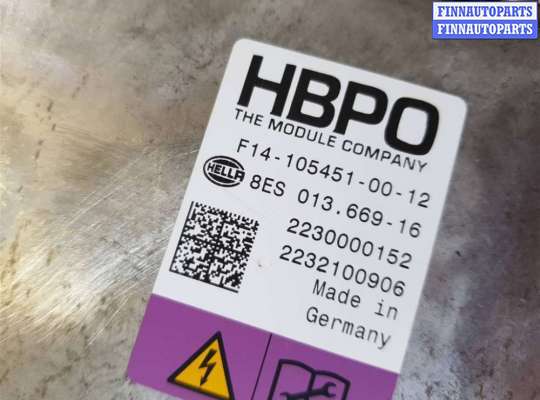 FINNAUTOPARTS
FINNAUTOPARTS
HBPO
THE MODULE COMPANY
F14-105451-00-12
HELLA 8ES 013.669-16
2230000152
2232100906
Made in
Germany